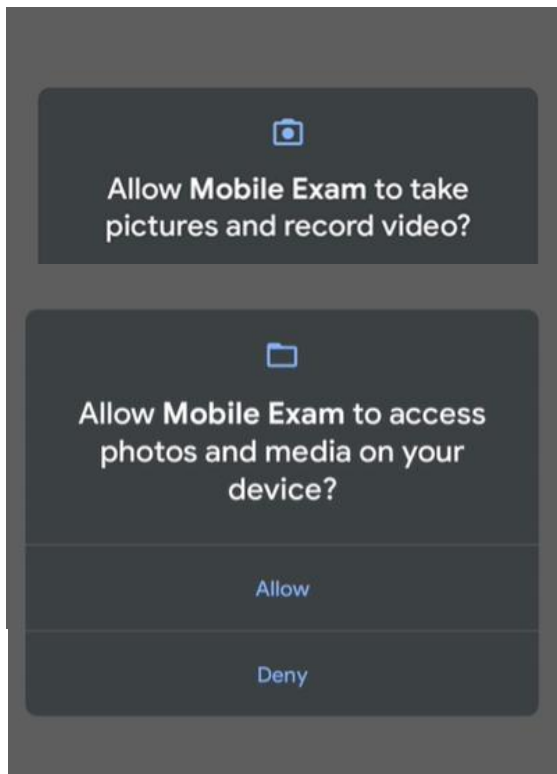 Allow Mobile Exam to take
pictures and record video?
Allow Mobile Exam to access
photos and media on your
device?
Allow
Deny